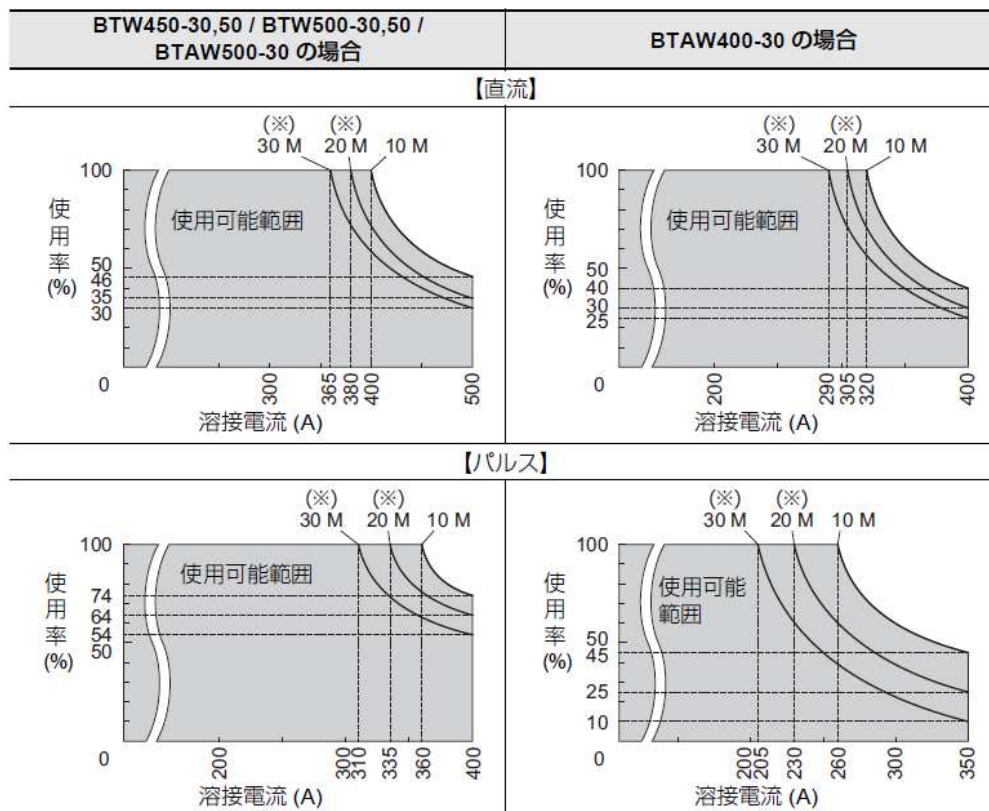 BTW450-30,50 / BTW500-30,50 /
BTAW500-30 の場合
BTAW400-30 の場合
【直流】
(※)
(※)
30 M
20 M
10 M
100
使用可能範囲
50
46
35
30
0
使用率(%)
300
365
380
400
500
溶接電流 (A)
(※)
(※)
30 M
20 M
10 M
100
使用可能範囲
50
40
30
25
0
使用率(%)
200
290
305
320
400
溶接電流 (A)
【パルス】
(※)
(※)
30 M
20 M
10 M
100
使用可能範囲
74
64
54
50
0
使用率(%)
200
300
310
335
360
400
溶接電流 (A)
(※)
(※)
30 M
20 M
10 M
100
使用可能
範囲
50
45
25
10
0
使用率(%)
200
205
230
260
300
350
溶接電流 (A)